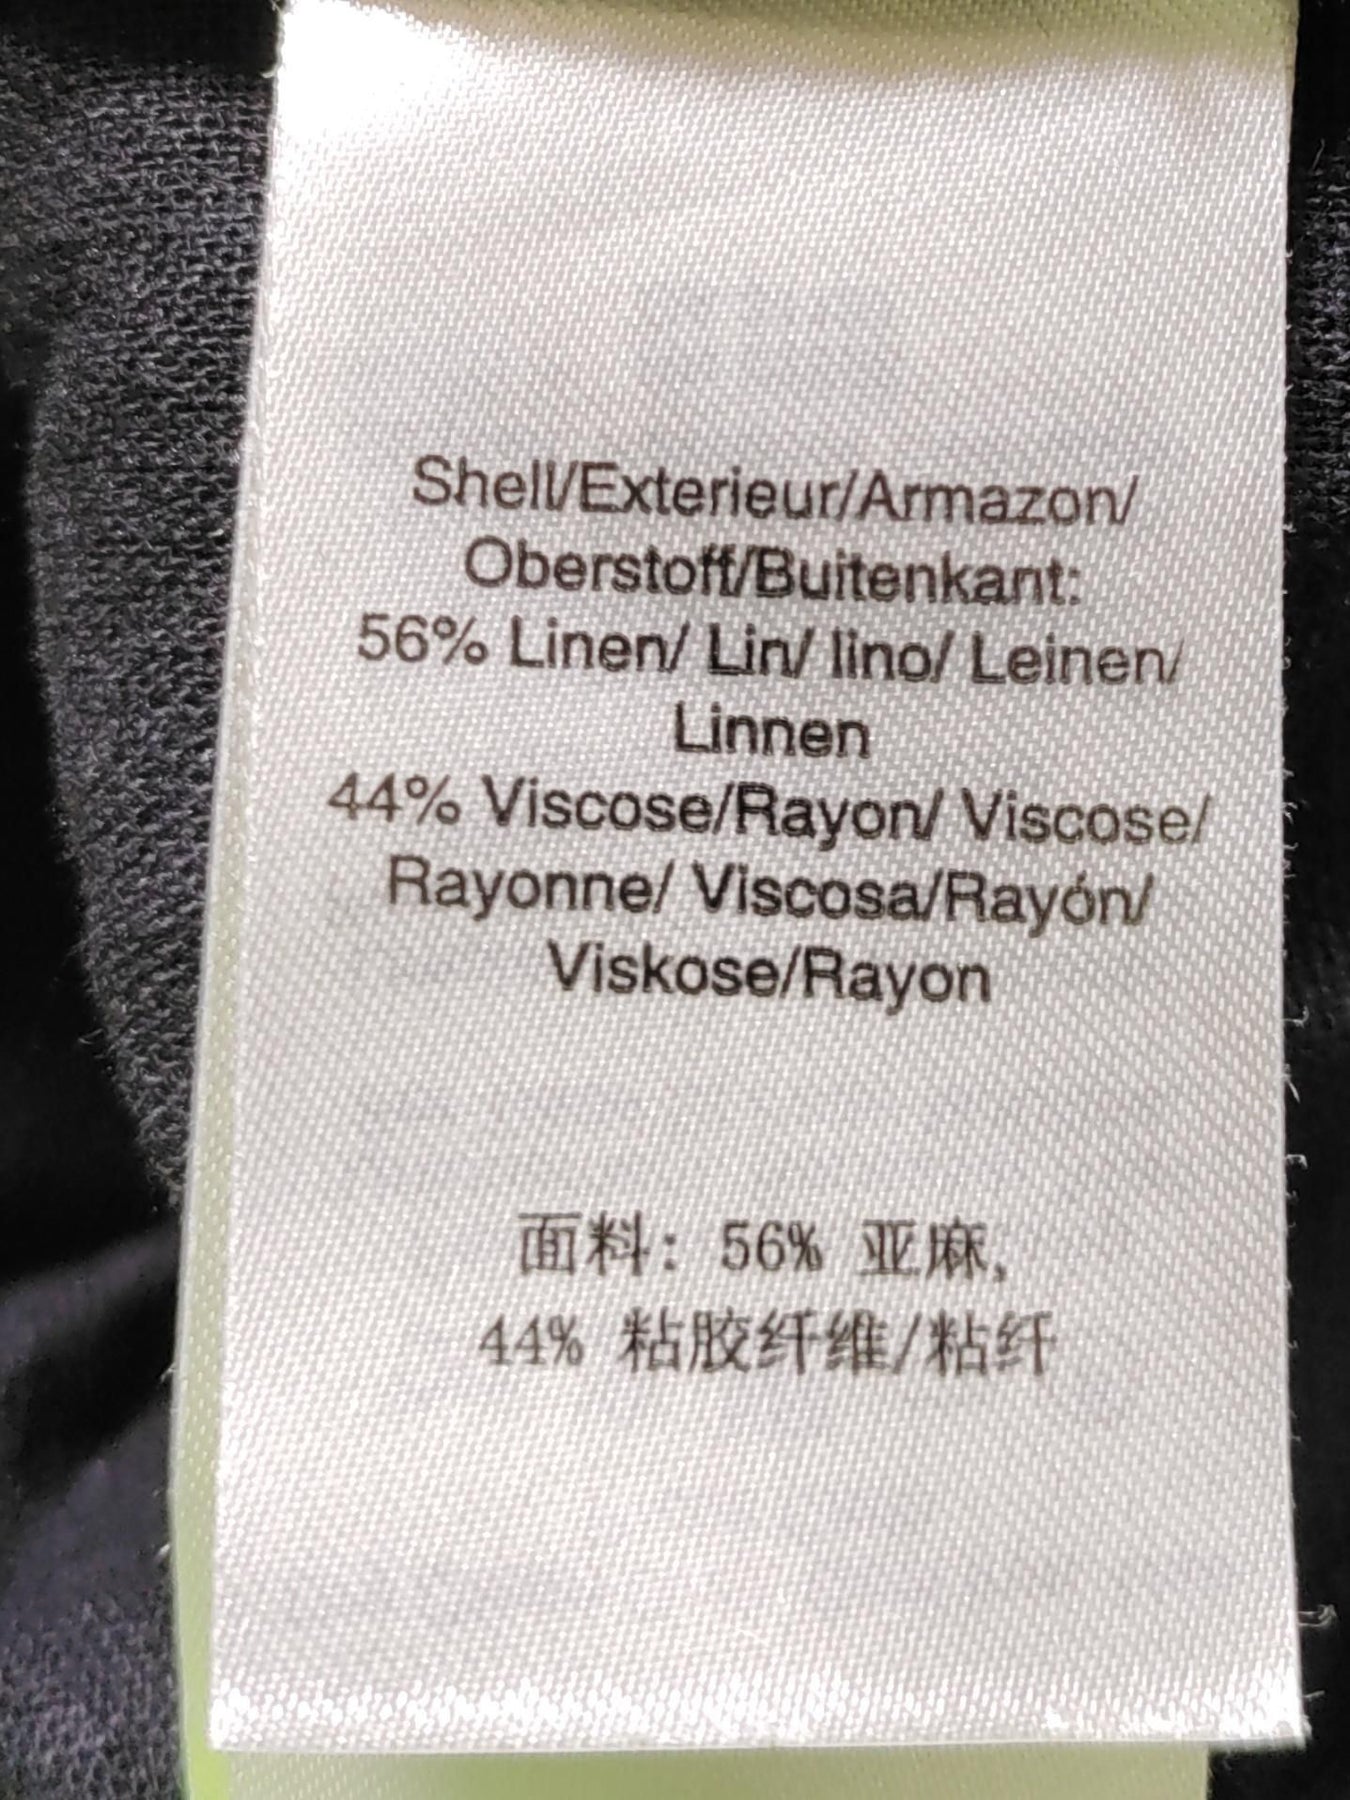 Shell/Exterieur/Armazon/
Oberstoff/Buitenkant:
56% Linen/ Lin/ lino/ Leinen/
Linnen
44% Viscose/Rayon/ Viscose/
Rayonne/ Viscosa/Rayón/
Viskose/Rayon
面料: 56% 亚麻,
44% 粘胶纤维/粘纤